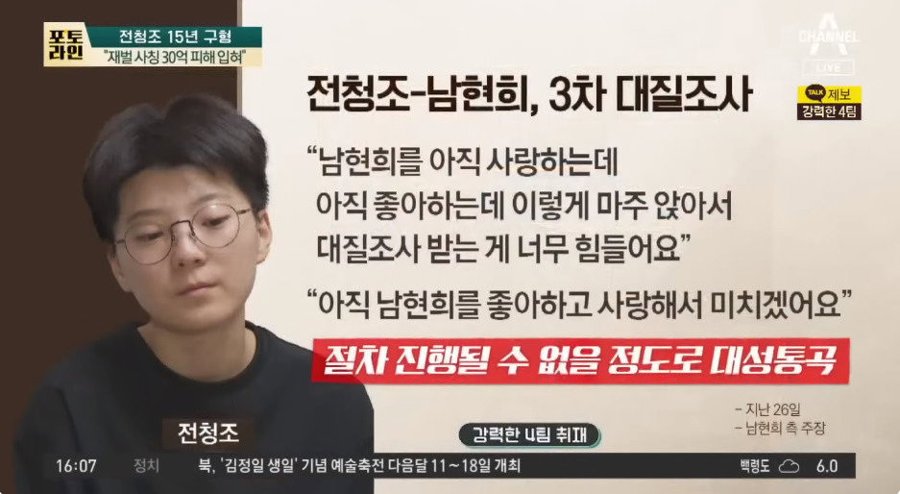 포토
라인
전청조 15년 구형
"재벌 사칭 30억 피해 입혀"
CHANNEL A
LIVE
TALK 제보
강력한 4팀
전청조-남현희, 3차 대질조사
“남현희를 아직 사랑하는데
아직 좋아하는데 이렇게 마주 앉아서
대질조사 받는 게 너무 힘들어요”
“아직 남현희를 좋아하고 사랑해서 미치겠어요”
절차 진행될 수 없을 정도로 대성통곡
- 지난 26일
- 남현희 측 주장
전청조
강력한 4팀 취재
16:07 정치 북, '김정일 생일' 기념 예술축전 다음달 11~18일 개최 백령도 6.0